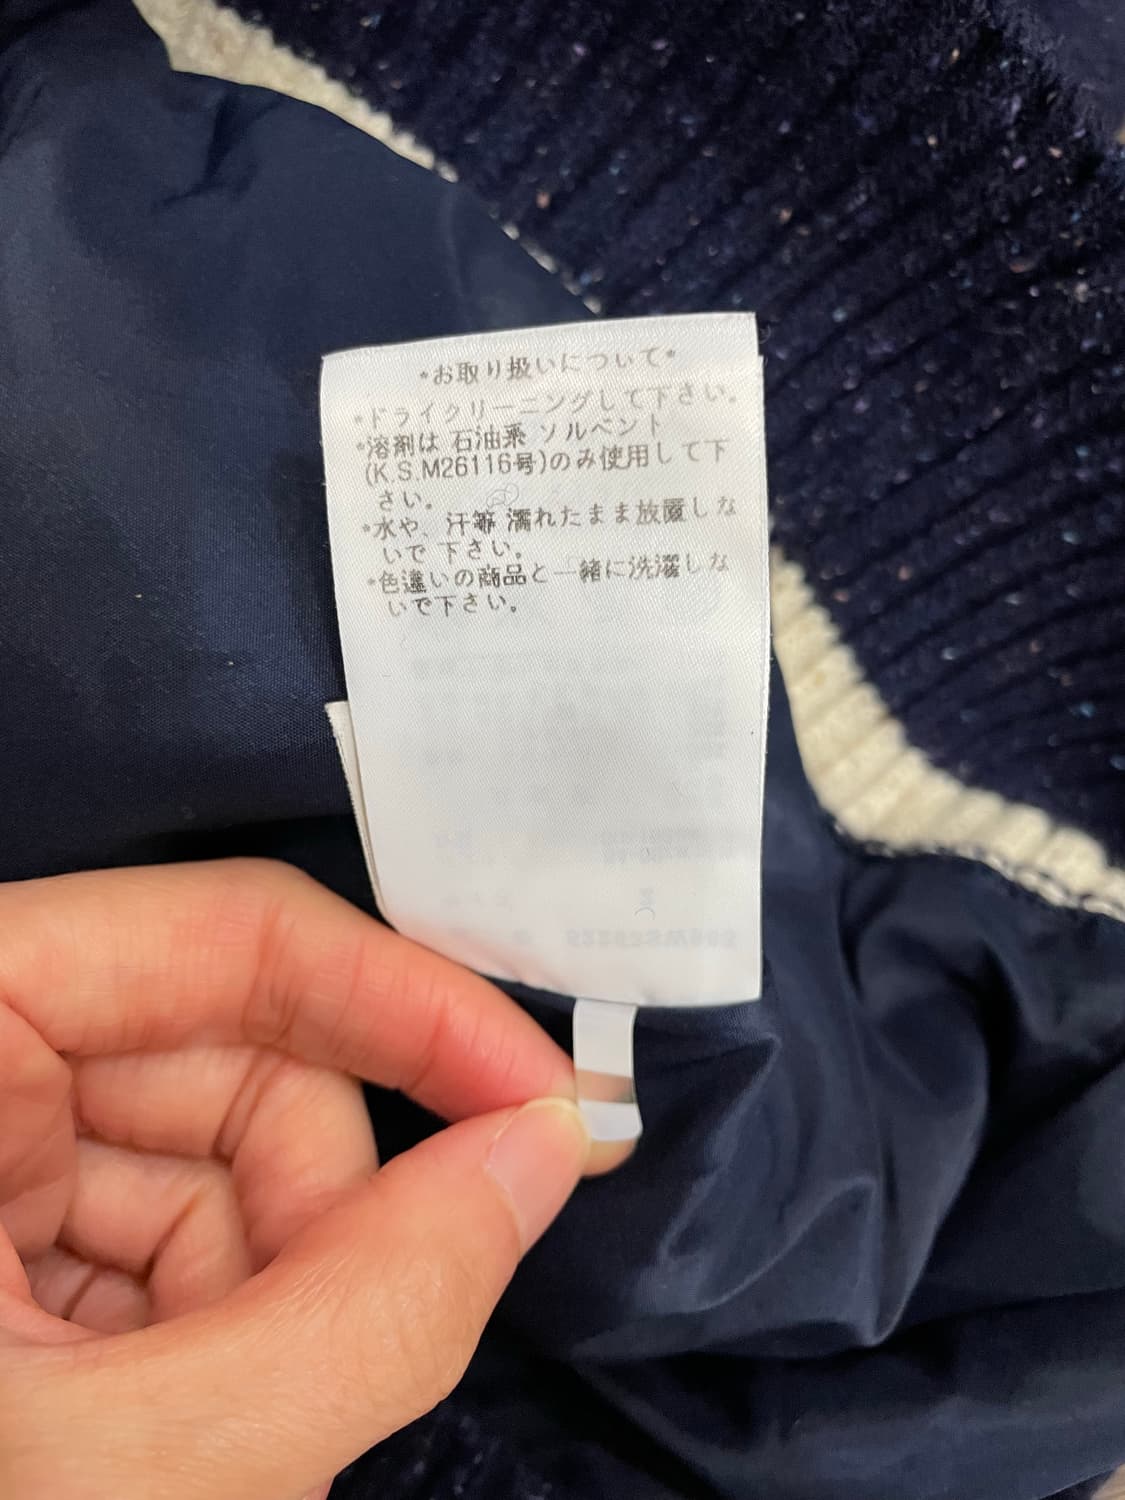 *お取り扱いについて*
*ドライクリーニングして下さい。
*溶剤は 石油系 ソルベント
(K.S.M26116号)のみ使用して下
さい。
*水や、汗等 濡れたまま放置しな
いで 下さい。
*色違いの商品と一緒に洗濯しな
いで下さい。